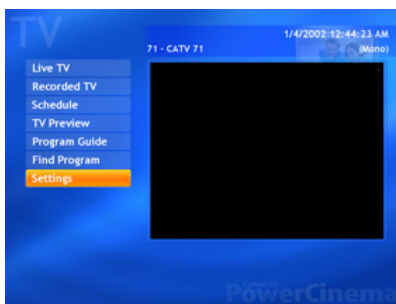 TV
1/4/2002 12:44:23 AM
71 - CATV 71
(Mono)
Live TV
Recorded TV
Schedule
TV Preview
Program Guide
Find Program
Settings
CyberLink
PowerCinema